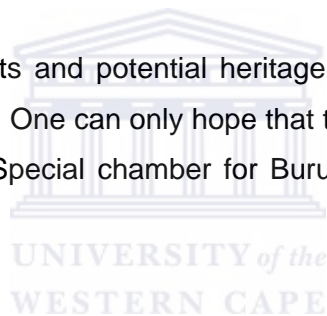 ts and potential heritage
One can only hope that t
Special chamber for Buru
UNIVERSITY of the
WESTERN CAPE